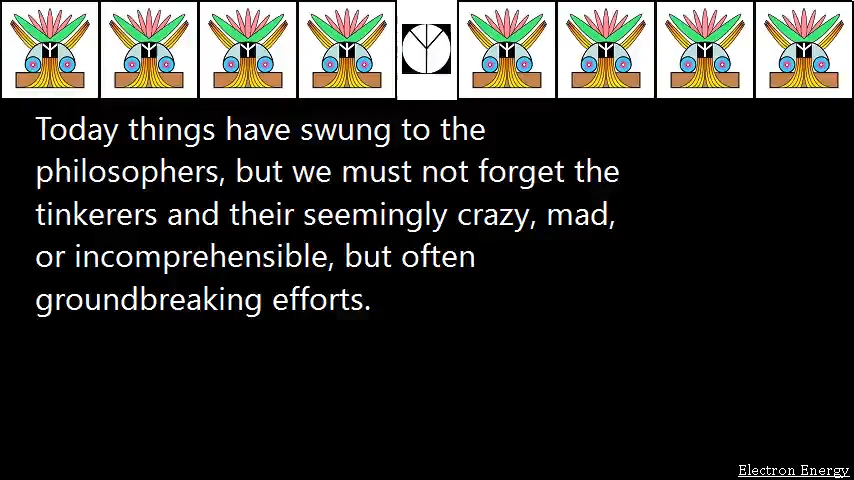 Today things have swung to the
philosophers, but we must not forget the
tinkerers and their seemingly crazy, mad,
or incomprehensible, but often
groundbreaking efforts.
Electron Energy